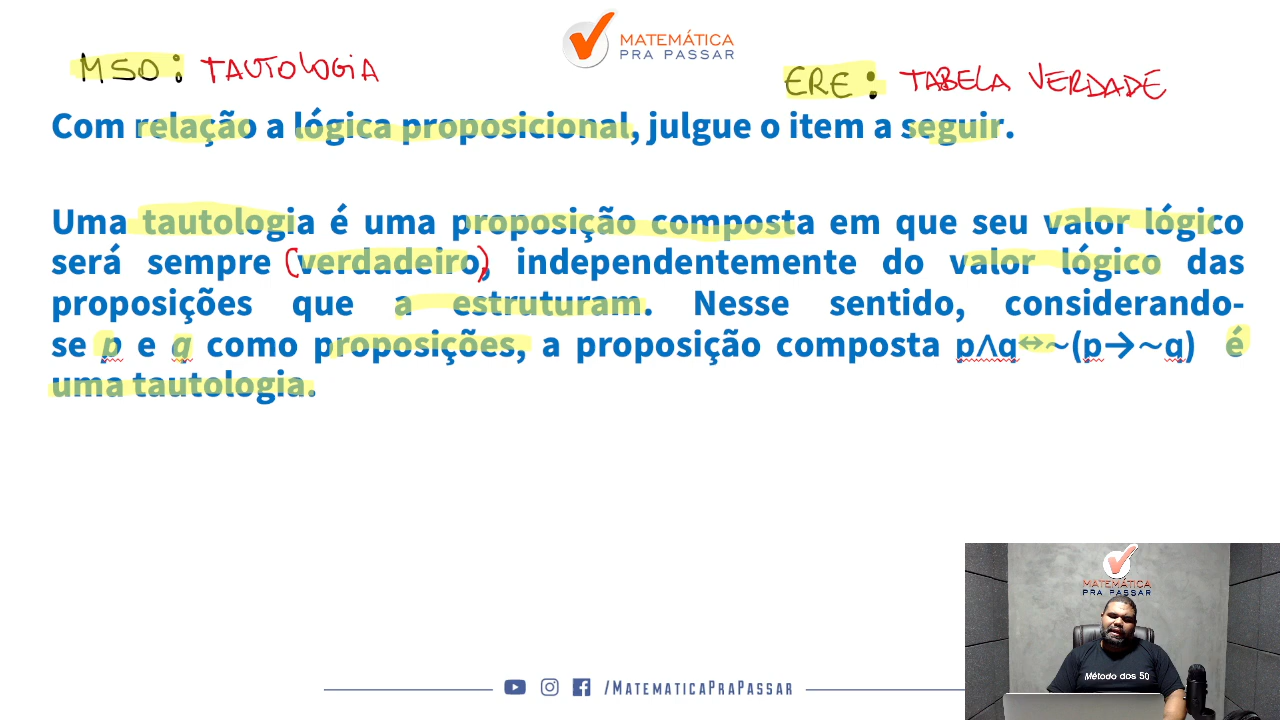 MATEMÁTICA
PRA PASSAR
MSO: TAUTOLOGIA
ERE: TABELA VERDADE
Com relação a lógica proposicional, julgue o item a seguir.
Uma tautologia é uma proposição composta em que seu valor lógico
será sempre (verdadeiro), independentemente do valor lógico das
proposições que a estruturam. Nesse sentido, considerando-
se p e q como proposições, a proposição composta p∧q↔~(p→~q) é
uma tautologia.
MATEMÁTICA
PRA PASSAR
Método dos 50
/MATEMATICAPRAPASSAR